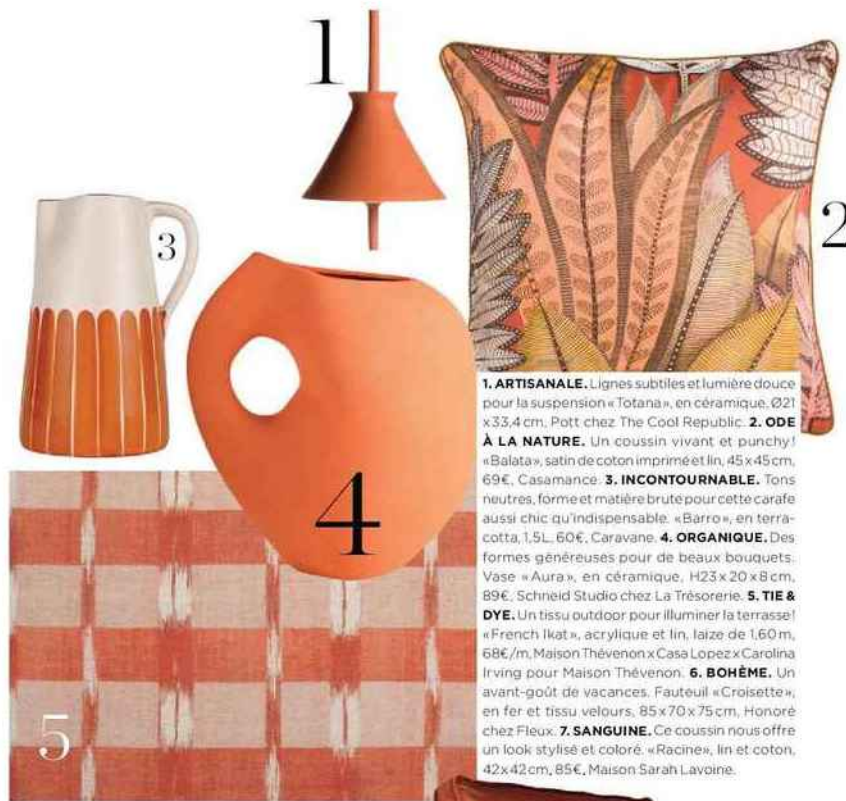 1
2
3
4
5
1. ARTISANALE. Lignes subtiles et lumière douce
pour la suspension «Totana», en céramique, Ø21
x 33,4 cm, Pott chez The Cool Republic. 2. ODE
À LA NATURE. Un coussin vivant et punchy!
«Balata», satin de coton imprimé et lin, 45 x 45 cm,
69€, Casamance. 3. INCONTOURNABLE. Tons
neutres, forme et matière brute pour cette carafe
aussi chic qu'indispensable. «Barro», en terra-
cotta, 1,5L, 60€, Caravane. 4. ORGANIQUE. Des
formes généreuses pour de beaux bouquets.
Vase «Aura», en céramique, H23 x 20 x 8 cm,
89€, Schneid Studio chez La Trésorerie. 5. TIE &
DYE. Un tissu outdoor pour illuminer la terrasse!
«French Ikat», acrylique et lin, laize de 1,60 m,
68€/m, Maison Thévenon x Casa Lopez x Carolina
Irving pour Maison Thévenon. 6. BOHÈME. Un
avant-goût de vacances. Fauteuil «Croisette»,
en fer et tissu velours, 85 x 70 x 75 cm, Honoré
chez Fleux. 7. SANGUINE. Ce coussin nous offre
un look stylisé et coloré. «Racine», lin et coton,
42 x 42 cm, 85€, Maison Sarah Lavoine.